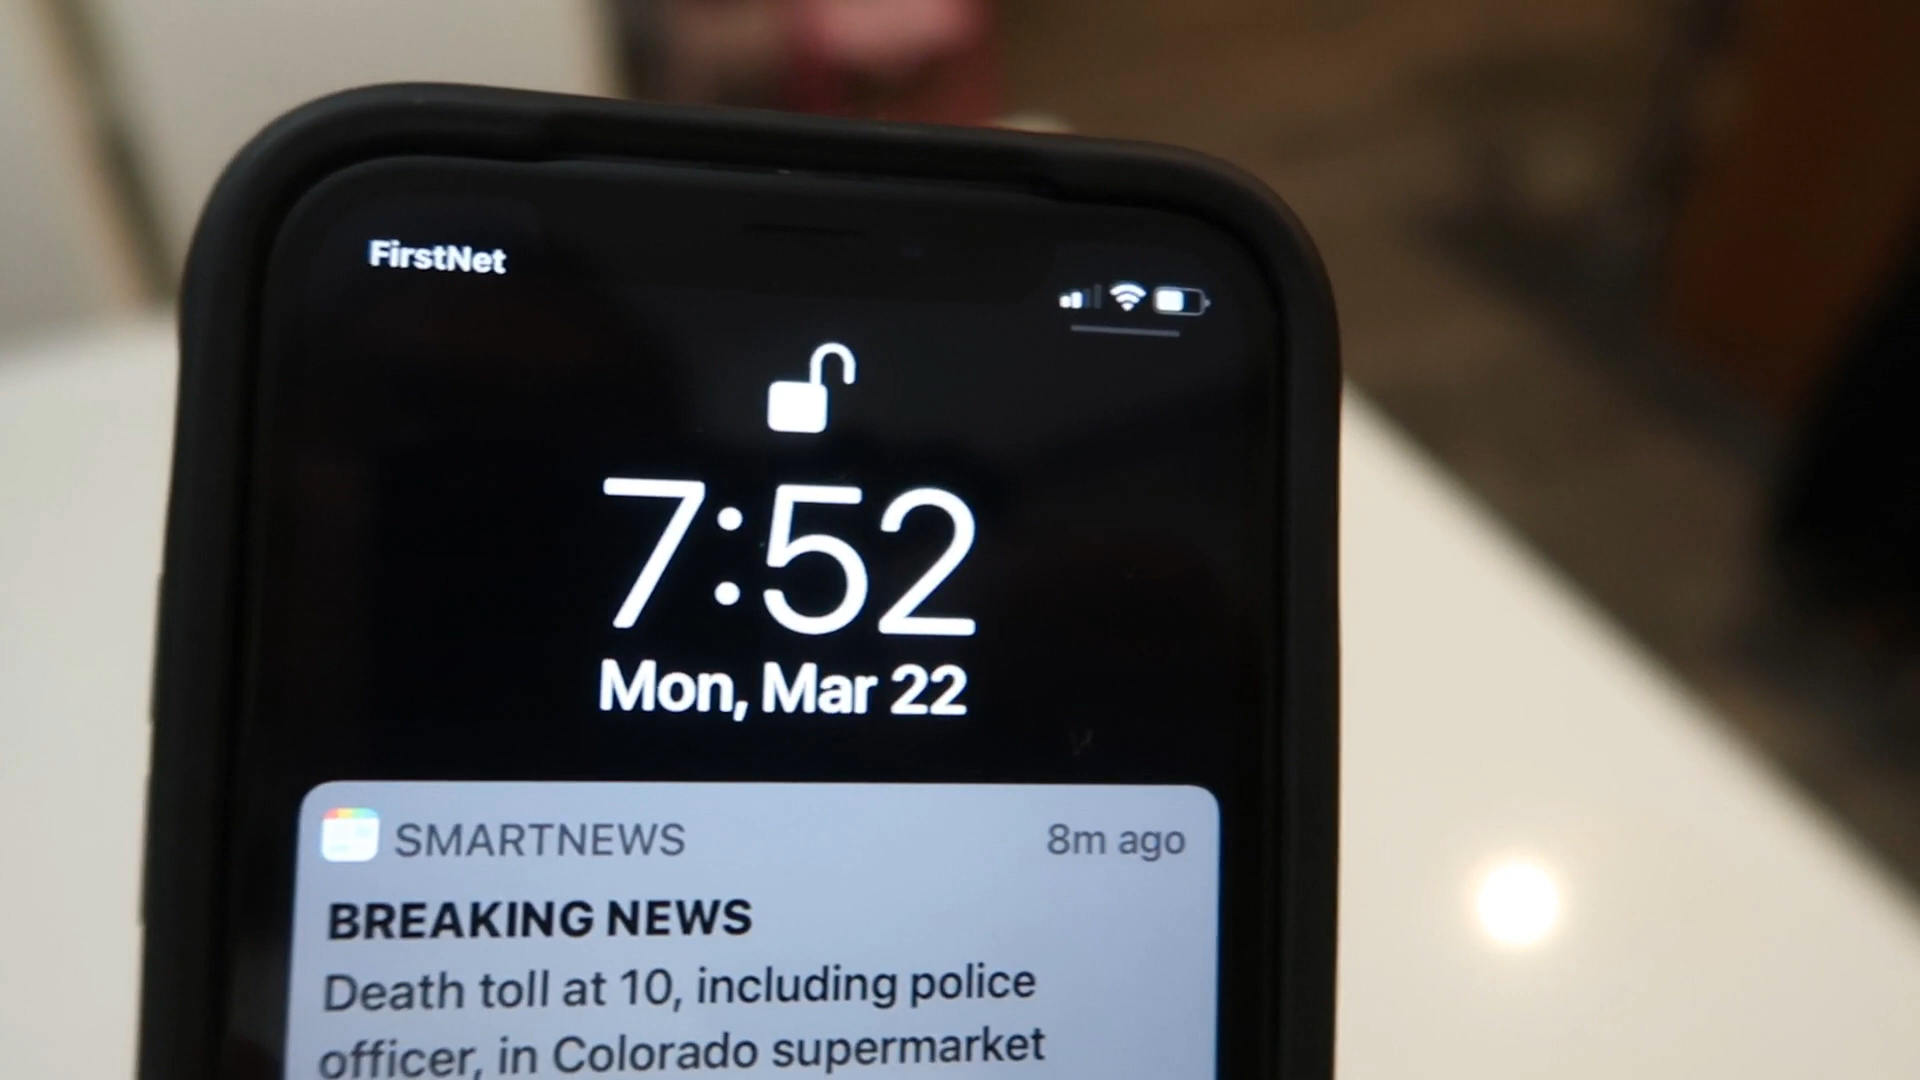 FirstNet
7:52
Mon, Mar 22
SMARTNEWS 8m ago
BREAKING NEWS
Death toll at 10, including police
officer, in Colorado supermarket